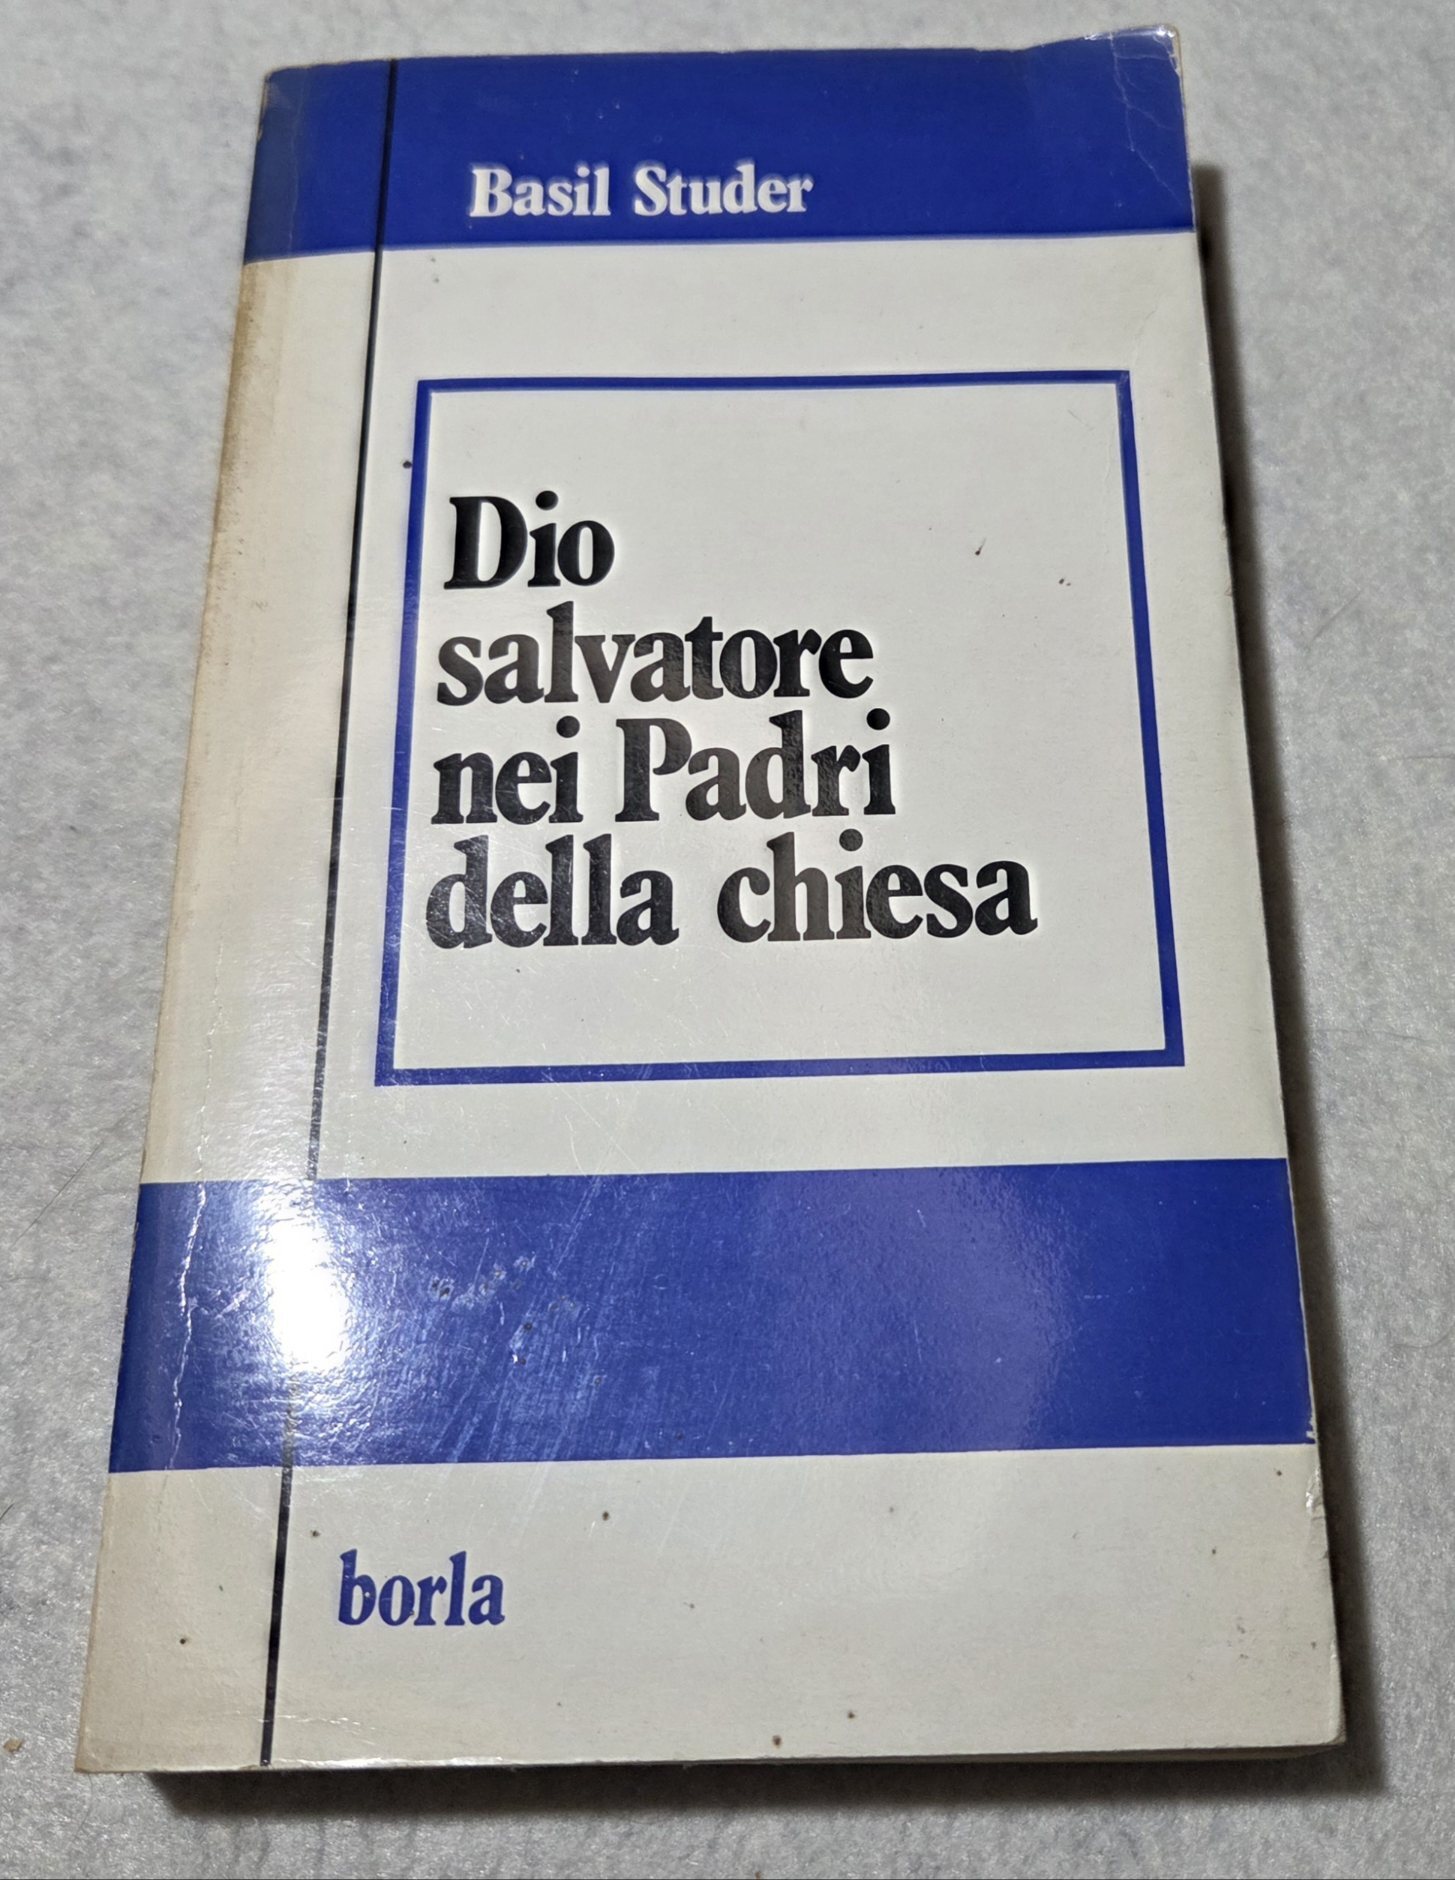 Basil Studer
Dio
salvatore
nei Padri
della chiesa
borla